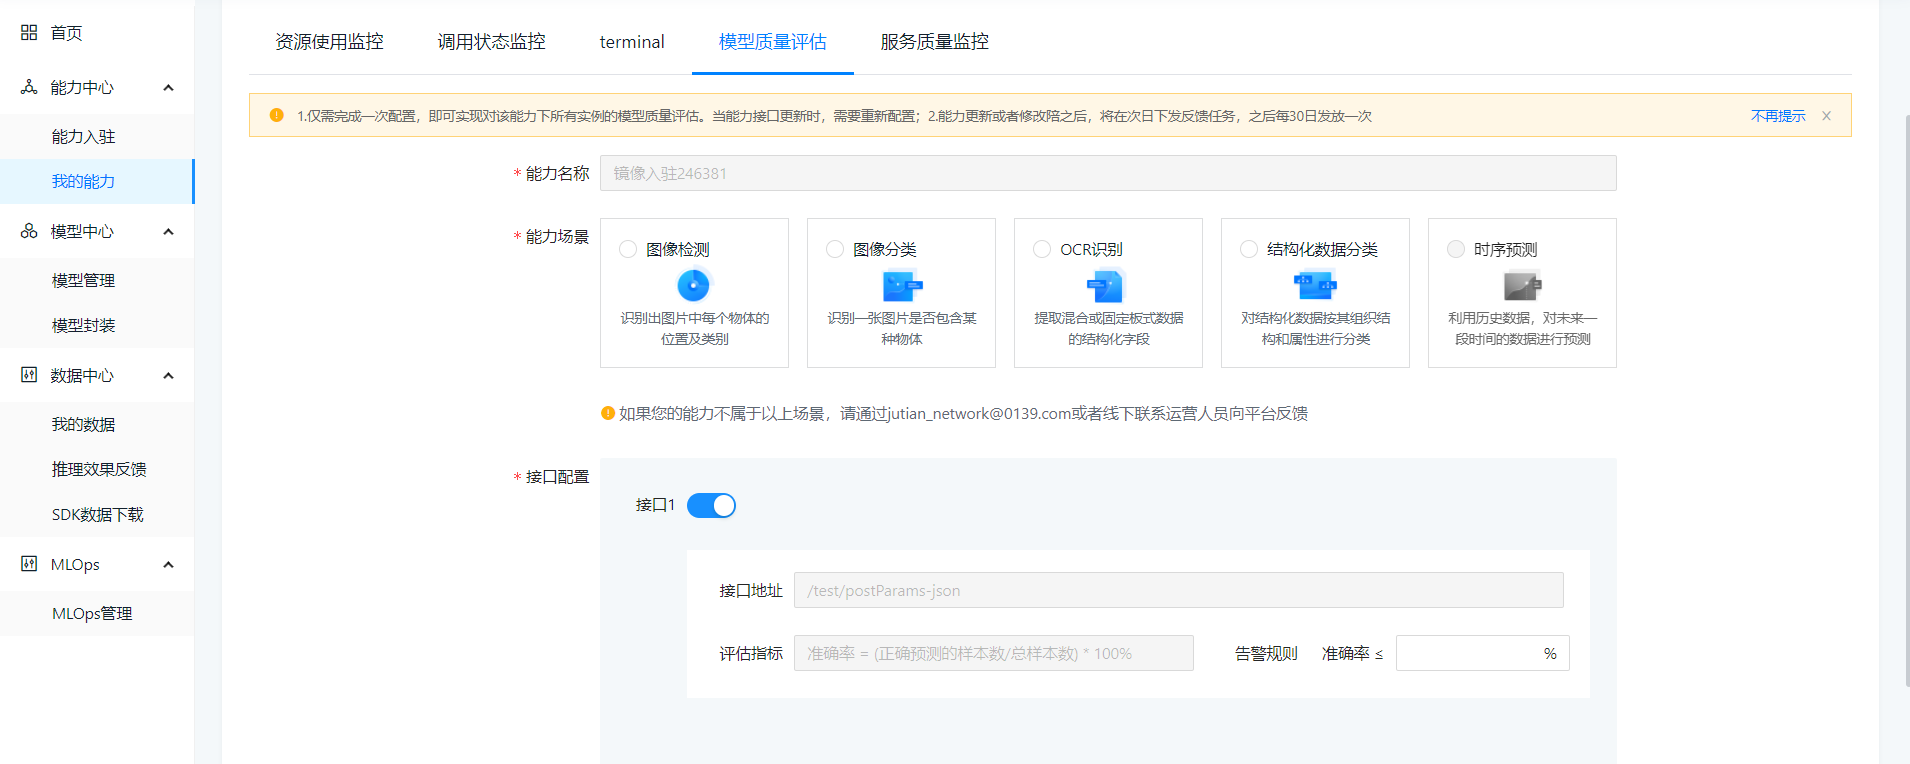 首页
能力中心
能力入驻
我的能力
模型中心
模型管理
模型封装
数据中心
我的数据
推理效果反馈
SDK数据下载
MLOps
MLOps管理
资源使用监控 调用状态监控 terminal 模型质量评估 服务质量监控
1.仅需完成一次配置，即可实现对该能力下所有实例的模型质量评估。当能力接口更新时，需要重新配置；2.能力更新或者修改陪之后，将在次日下发反馈任务，之后每30日发放一次 不再提示
* 能力名称 镜像入驻246381
* 能力场景
图像检测
识别出图片中每个物体的
位置及类别
图像分类
识别一张图片是否包含某
种物体
OCR识别
提取混合或固定板式数据
的结构化字段
结构化数据分类
对结构化数据按其组织结
构和属性进行分类
时序预测
利用历史数据，对未来一
段时间的数据进行预测
如果您的能力不属于以上场景，请通过jutian_network@0139.com或者线下联系运营人员向平台反馈
* 接口配置
接口1
接口地址 /test/postParams-json
评估指标 准确率 = (正确预测的样本数/总样本数) * 100% 告警规则 准确率 ≤ %